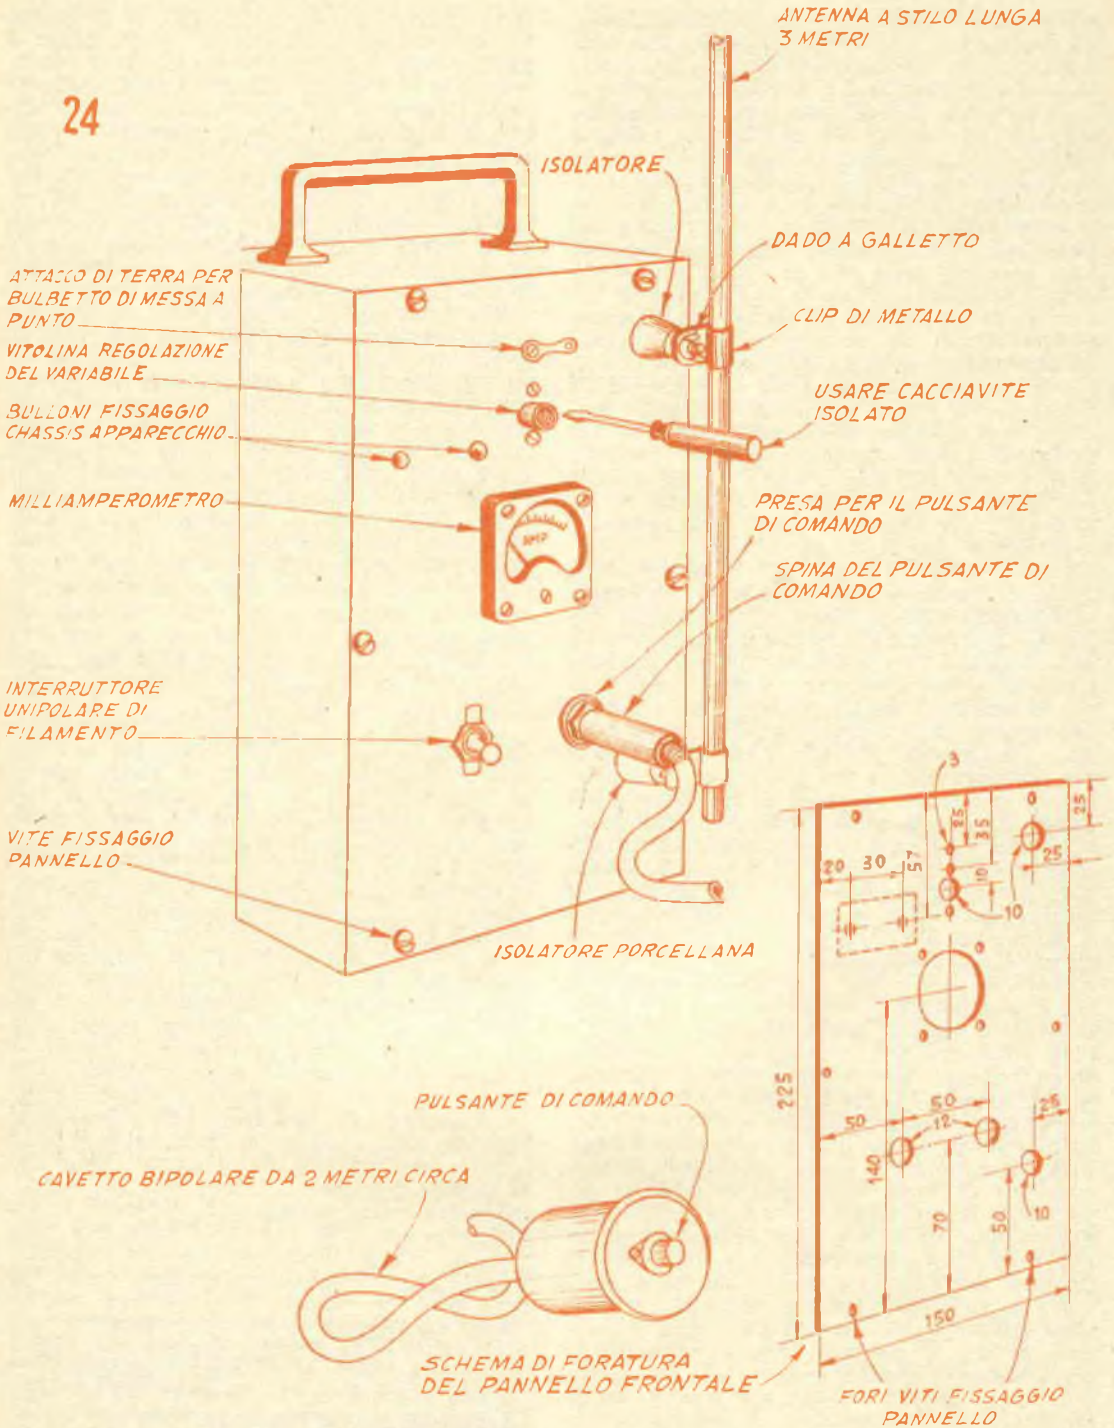 ANTENNA A STILO LUNGA
3 METRI
24
ISOLATORE
DADO A GALLETTO
ATTACCO DI TERRA PER
BULBETTO DI MESSA A
PUNTO
CLIP DI METALLO
VITOLINA REGOLAZIONE
DEL VARIABILE
USARE CACCIAVITE
ISOLATO
BULLONI FISSAGGIO
CHASSIS APPARECCHIO
MILLIAMPEROMETRO
AMP
PRESA PER IL PULSANTE
DI COMANDO
SPINA DEL PULSANTE DI
COMANDO
INTERRUTTORE
UNIPOLARE DI
FILAMENTO
VITE FISSAGGIO
PANNELLO
ISOLATORE PORCELLANA
3
25
35
25
20
30
57
10
25
10
225
50
50
12
25
140
70
50
10
150
PULSANTE DI COMANDO
CAVETTO BIPOLARE DA 2 METRI CIRCA
SCHEMA DI FORATURA
DEL PANNELLO FRONTALE
FORI VITI FISSAGGIO
PANNELLO